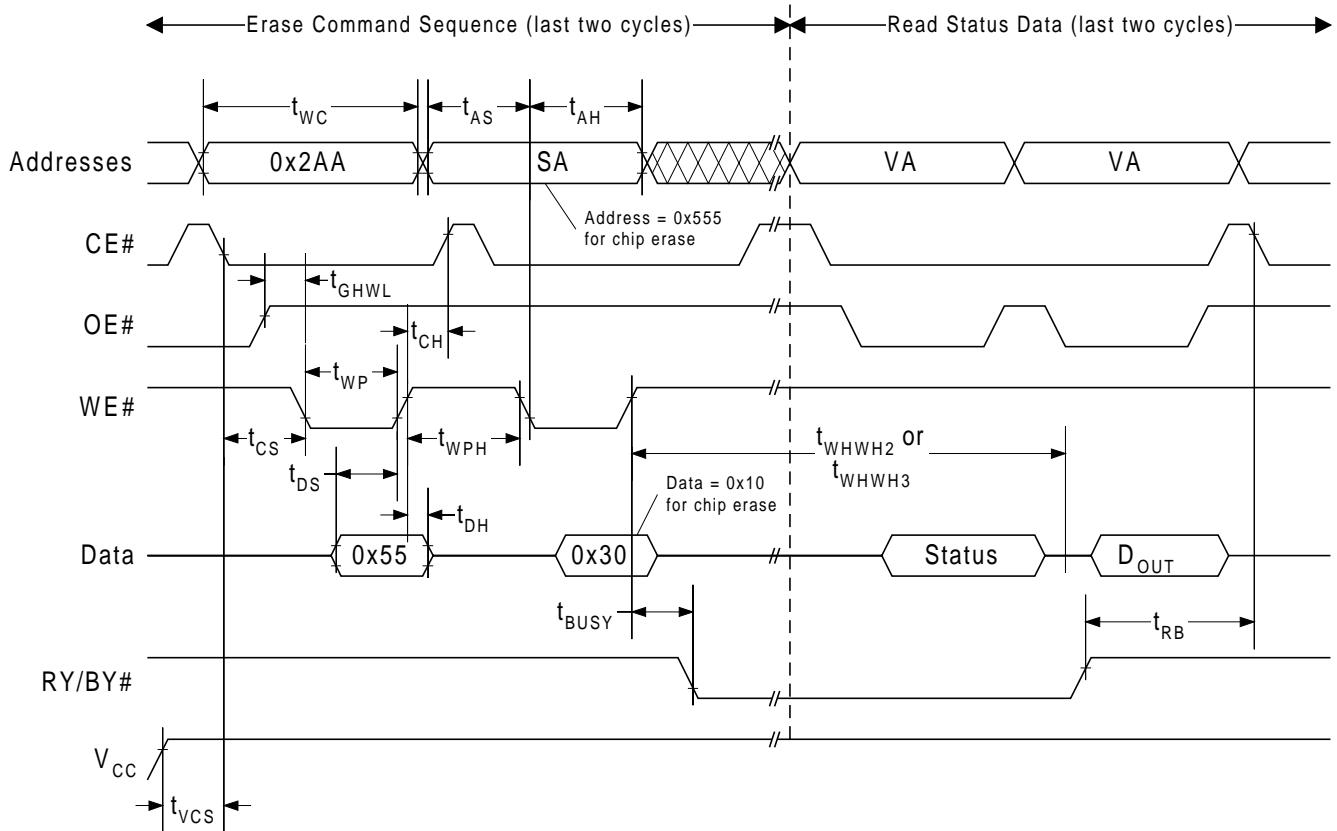 Erase Command Sequence (last two cycles)
Read Status Data (last two cycles)
tWC
tAS
tAH
Addresses
0x2AA
SA
VA
VA
Address = 0x555
for chip erase
CE#
tGHWL
OE#
tCH
tWP
WE#
tCS
tWPH
tWHWH2 or
tWHWH3
tDS
Data = 0x10
for chip erase
tDH
Data
0x55
0x30
Status
DOUT
tBUSY
tRB
RY/BY#
VCC
tVCS